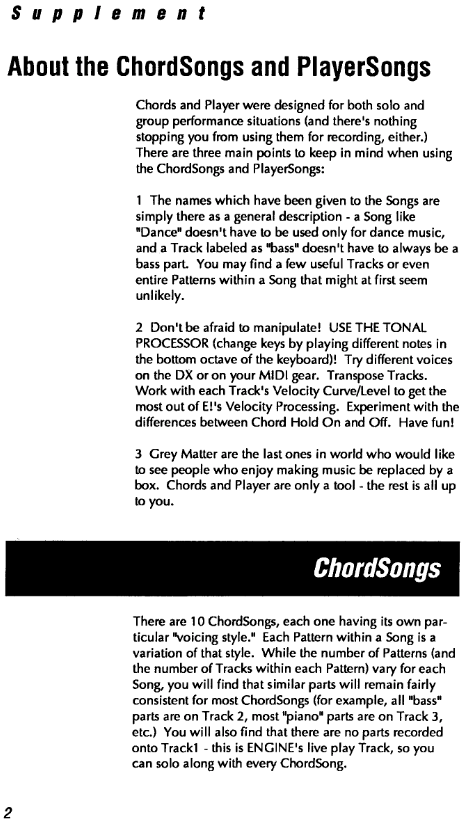 Supplement
About the ChordSongs and PlayerSongs
Chords and Player were designed for both solo and
group performance situations (and there's nothing
stopping you from using them for recording, either.)
There are three main points to keep in mind when using
the ChordSongs and PlayerSongs:
1 The names which have been given to the Songs are
simply there as a general description - a Song like
"Dance" doesn't have to be used only for dance music,
and a Track labeled as "bass" doesn't have to always be a
bass part. You may find a few useful Tracks or even
entire Patterns within a Song that might at first seem
unlikely.
2 Don't be afraid to manipulate! USE THE TONAL
PROCESSOR (change keys by playing different notes in
the bottom octave of the keyboard)! Try different voices
on the DX or on your MIDI gear. Transpose Tracks.
Work with each Track's Velocity Curve/Level to get the
most out of E!'s Velocity Processing. Experiment with the
differences between Chord Hold On and Off. Have fun!
3 Grey Matter are the last ones in world who would like
to see people who enjoy making music be replaced by a
box. Chords and Player are only a tool - the rest is all up
to you.
ChordSongs
There are 10 ChordSongs, each one having its own par-
ticular "voicing style." Each Pattern within a Song is a
variation of that style. While the number of Patterns (and
the number of Tracks within each Pattern) vary for each
Song, you will find that similar parts will remain fairly
consistent for most ChordSongs (for example, all "bass"
parts are on Track 2, most "piano" parts are on Track 3,
etc.) You will also find that there are no parts recorded
onto Track1 - this is ENGINE's live play Track, so you
can solo along with every ChordSong.
2